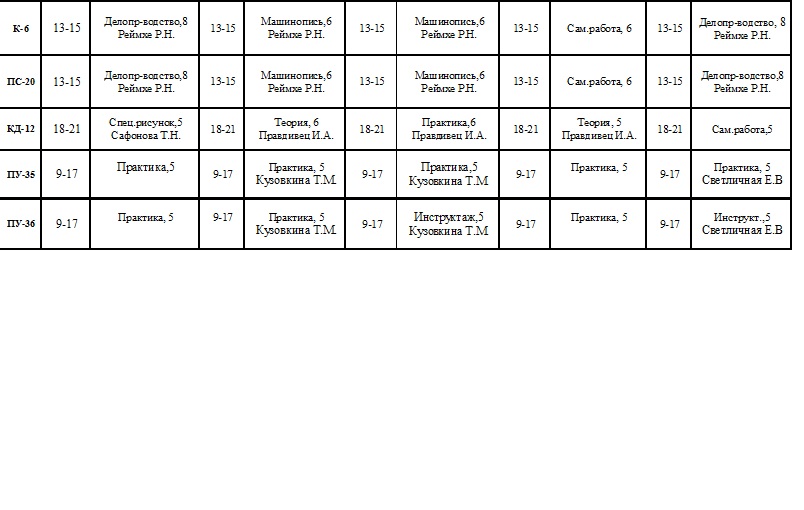 К-6 13-15 Делопр-водство,8 13-15 Машинопись,6 13-15 Машинопись,6 13-15 Сам.работа, 6 13-15 Делопр-водство, 8
Реймхе Р.Н. Реймхе Р.Н. Реймхе Р.Н. Реймхе Р.Н.
ПС-20 13-15 Делопр-водство,8 13-15 Машинопись,6 13-15 Машинопись,6 13-15 Сам.работа, 6 13-15 Делопр-водство,8
Реймхе Р.Н. Реймхе Р.Н. Реймхе Р.Н. Реймхе Р.Н.
КД-12 18-21 Спец.рисунок,5 18-21 Теория, 6 18-21 Практика,6 18-21 Теория, 5 18-21 Сам.работа,5
Сафонова Т.Н. Правдивец И.А. Правдивец И.А. Правдивец И.А.
ПУ-35 9-17 Практика,5 9-17 Практика, 5 9-17 Практика,5 9-17 Практика, 5 9-17 Практика, 5
Кузовкина Т.М. Кузовкина Т.М Светличная Е.В
ПУ-36 9-17 Практика, 5 9-17 Практика, 5 9-17 Инструктаж,5 9-17 Практика, 5 9-17 Инструкт.,5
Кузовкина Т.М. Кузовкина Т.М Светличная Е.В